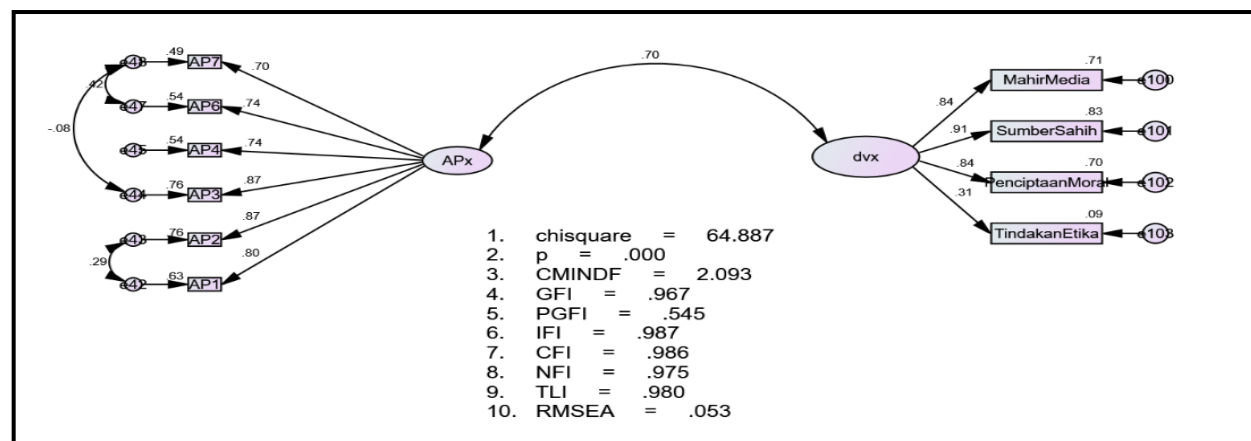 .70
.49
e48
AP7
.70
.42
.54
e47
AP6
.74
-.08
.54
e45
AP4
.74
.76
e44
AP3
.87
.76
e43
AP2
.87
.29
.63
e42
AP1
.80
APx
dvx
.71
.84
MahirMedia
e100
.83
.91
SumberSahih
e101
.70
.84
PenciptaanMoral
e102
.31
.09
TindakanEtika
e103
1. chisquare = 64.887
2. p = .000
3. CMINDF = 2.093
4. GFI = .967
5. PGFI = .545
6. IFI = .987
7. CFI = .986
8. NFI = .975
9. TLI = .980
10. RMSEA = .053